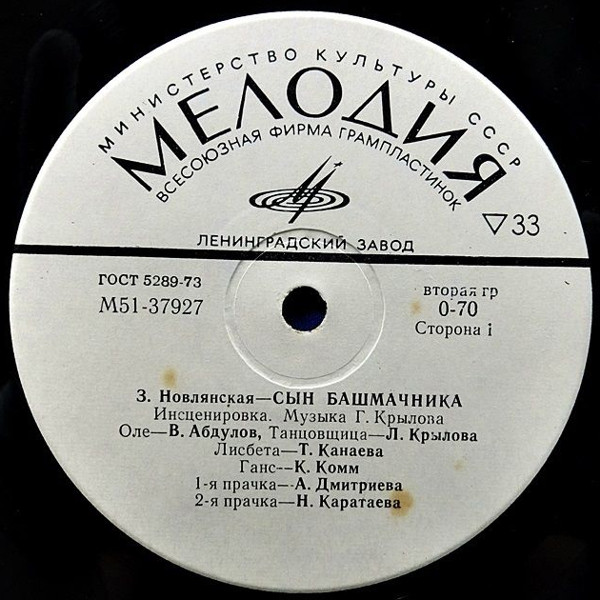 МИНИСТЕРСТВО КУЛЬТУРЫ СССР
МЕЛОДИЯ
ВСЕСОЮЗНАЯ ФИРМА ГРАМПЛАСТИНОК
▽33
ЛЕНИНГРАДСКИЙ ЗАВОД
ГОСТ 5289-73
М51-37927
вторая гр
0-70
Сторона 1
З. Новлянская—СЫН БАШМАЧНИКА
Инсценировка. Музыка Г. Крылова
Оле—В. Абдулов, Танцовщица—Л. Крылова
Лисбета—Т. Канаева
Ганс—К. Комм
1-я прачка—А. Дмитриева
2-я прачка—Н. Каратаева